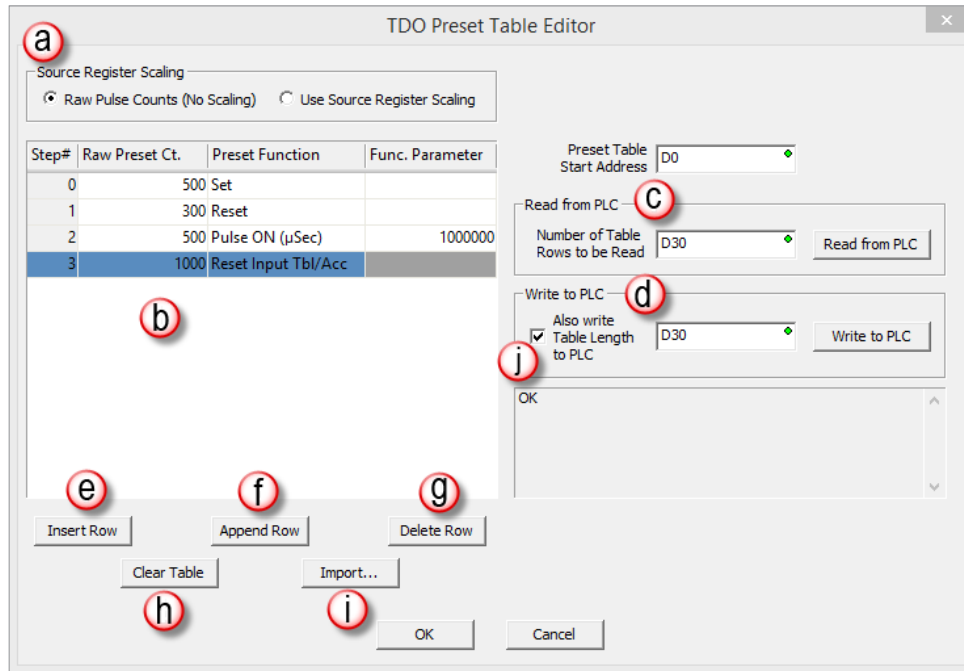 TDO Preset Table Editor
×
a
Source Register Scaling
Raw Pulse Counts (No Scaling) Use Source Register Scaling
Step# Raw Preset Ct. Preset Function Func. Parameter
0 500 Set
1 300 Reset
2 500 Pulse ON (µSec) 1000000
3 1000 Reset Input Tbl/Acc
b
Preset Table
Start Address
D0
c
Read from PLC
Number of Table
Rows to be Read
D30
Read from PLC
d
Write to PLC
Also write
Table Length
to PLC
D30
Write to PLC
j
OK
e
f
g
Insert Row Append Row Delete Row
Clear Table Import...
h
i
OK Cancel